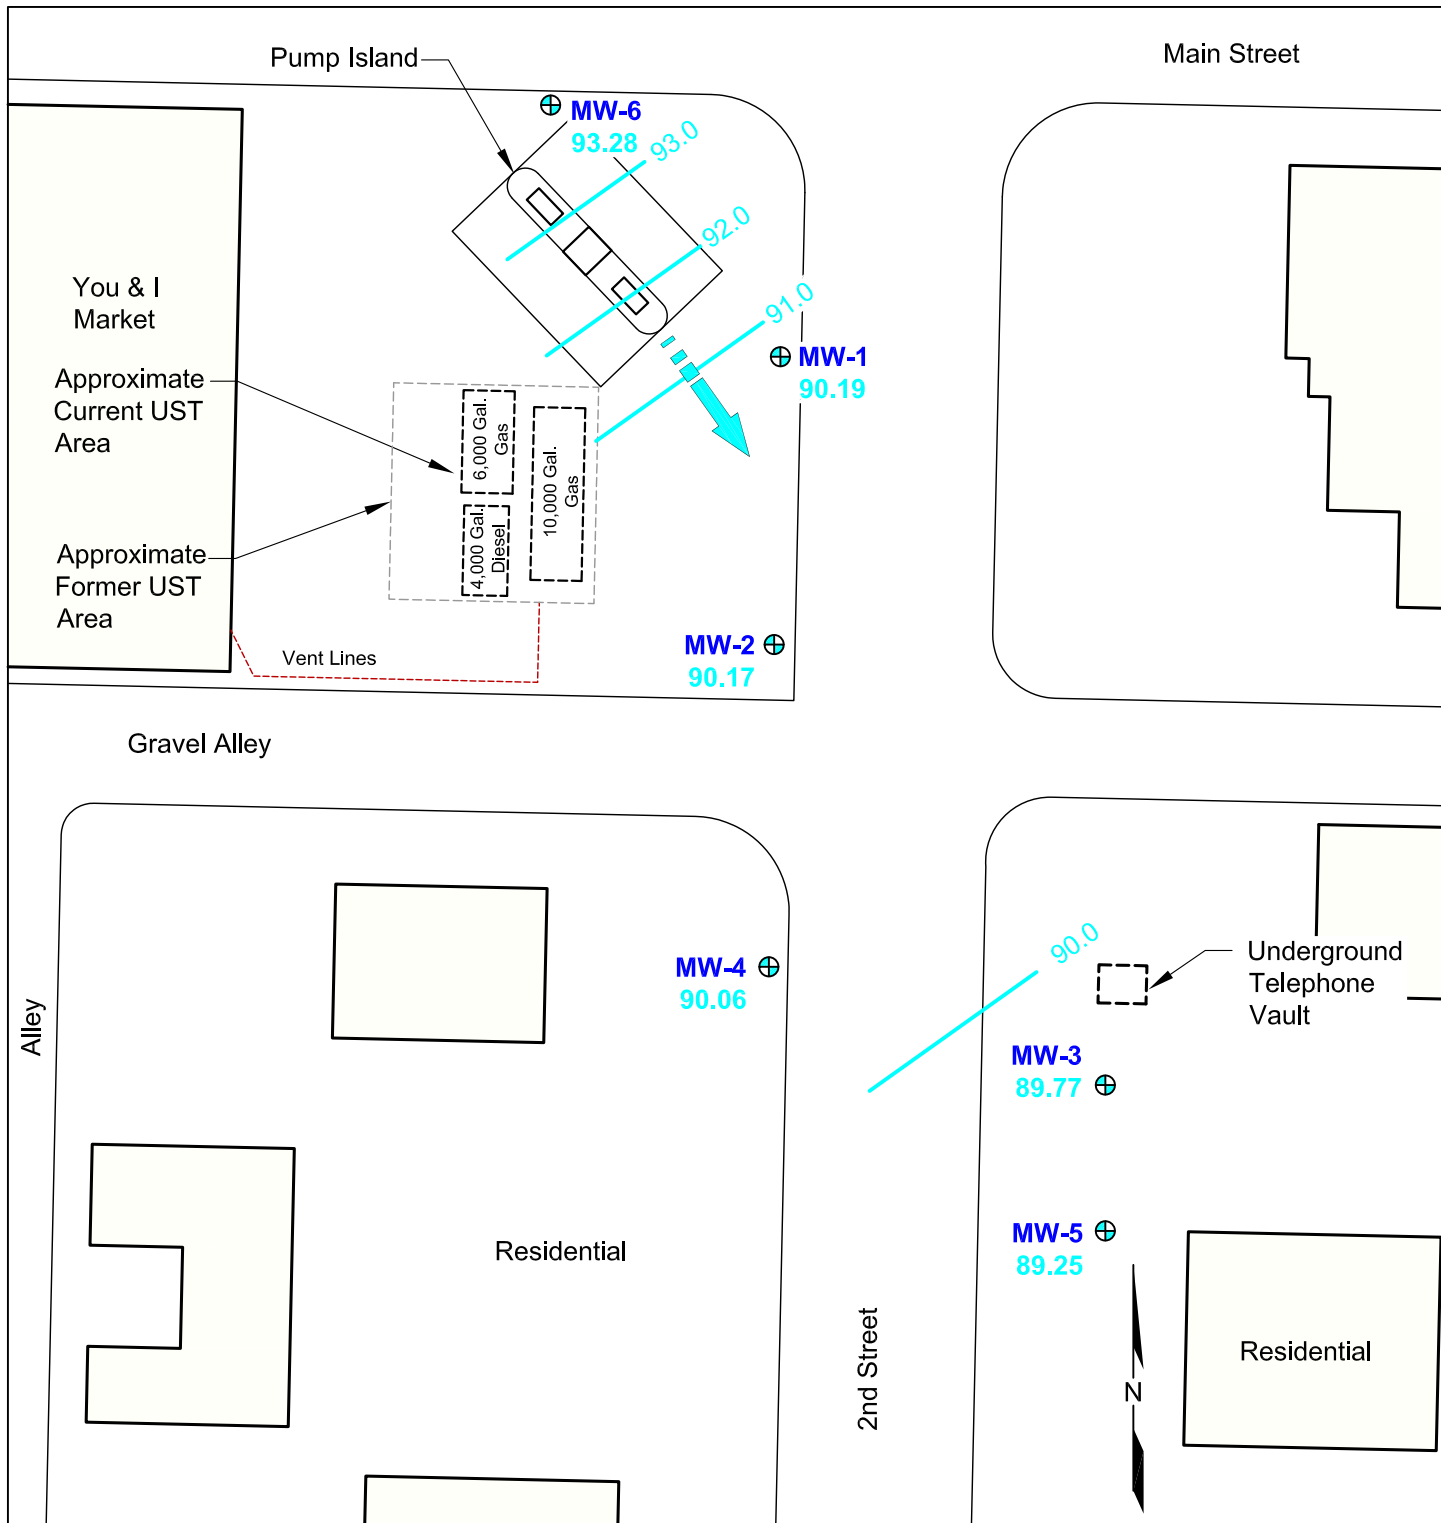 Main Street
Pump Island
MW-6
93.28
93.0
92.0
91.0
You & I
Market
MW-1
90.19
Approximate
Current UST
Area
6,000 Gal.
Gas
10,000 Gal.
Gas
4,000 Gal.
Diesel
Approximate
Former UST
Area
MW-2
90.17
Vent Lines
Gravel Alley
90.0
Underground
Telephone
Vault
MW-4
90.06
Alley
MW-3
89.77
MW-5
89.25
Residential
2nd Street
Residential
N